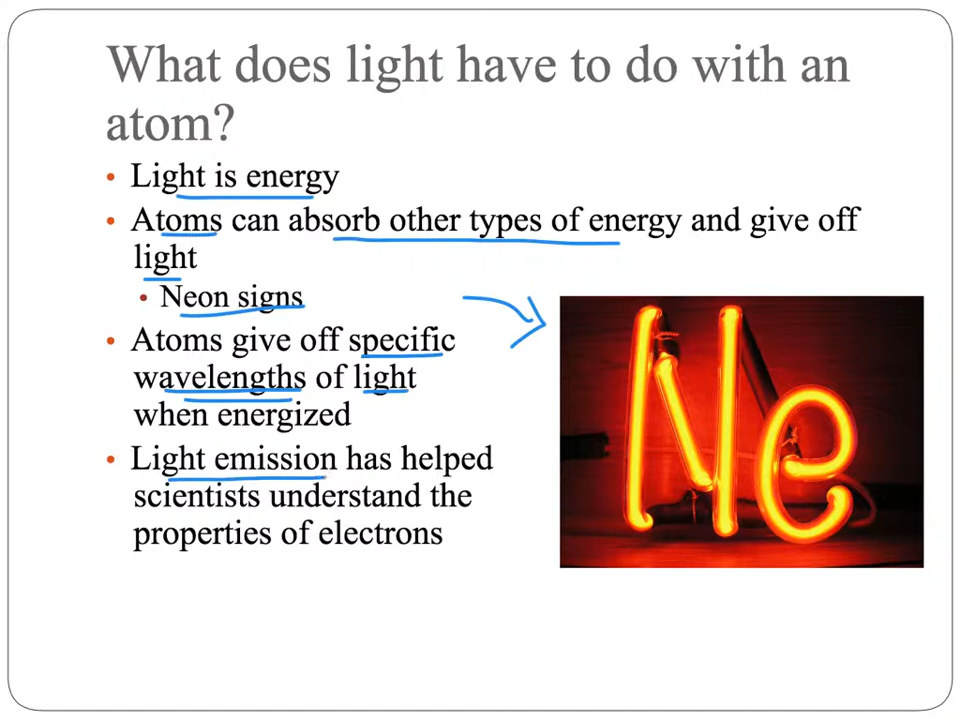 What does light have to do with an
atom?
• Light is energy
• Atoms can absorb other types of energy and give off
light
• Neon signs
• Atoms give off specific
wavelengths of light
when energized
• Light emission has helped
scientists understand the
properties of electrons
Ne